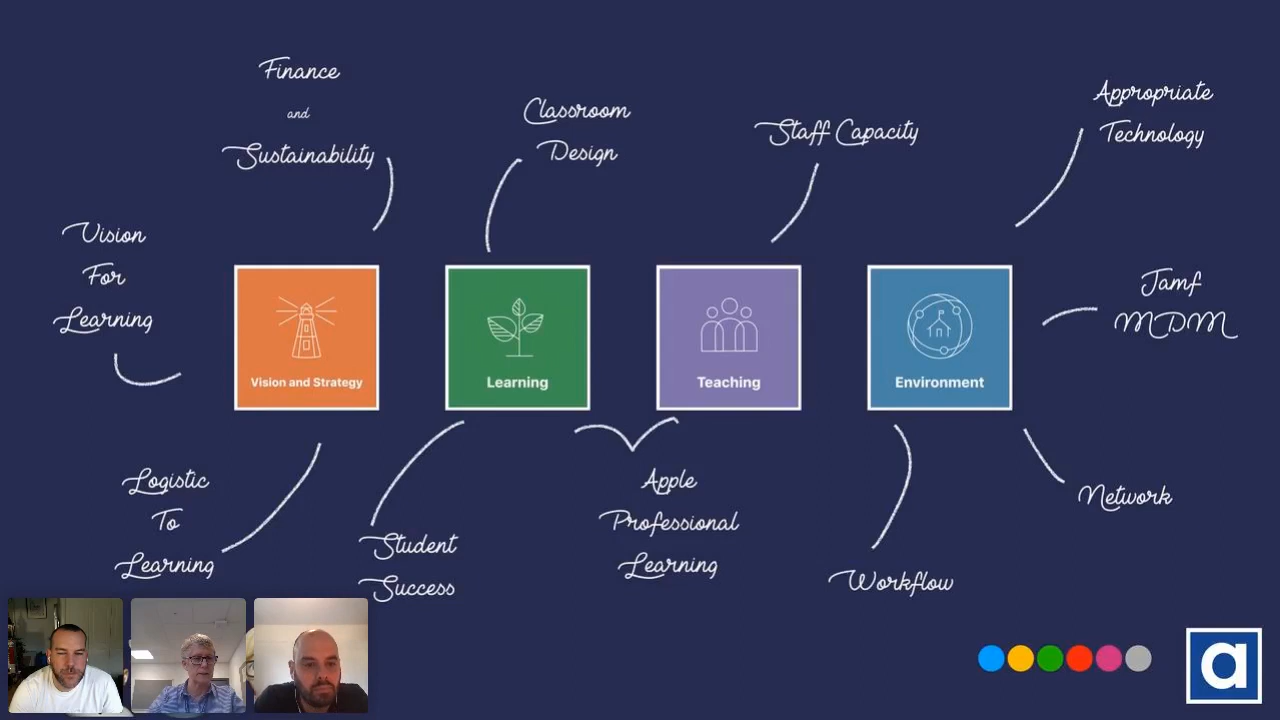 Finance
and
Sustainability
Classroom
Design
Staff Capacity
Appropriate
Technology
Vision
For
Learning
Jamf
MDM
Vision and Strategy
Learning
Teaching
Environment
Logistic
To
Learning
Student
Success
Apple
Professional
Learning
Workflow
Network
a